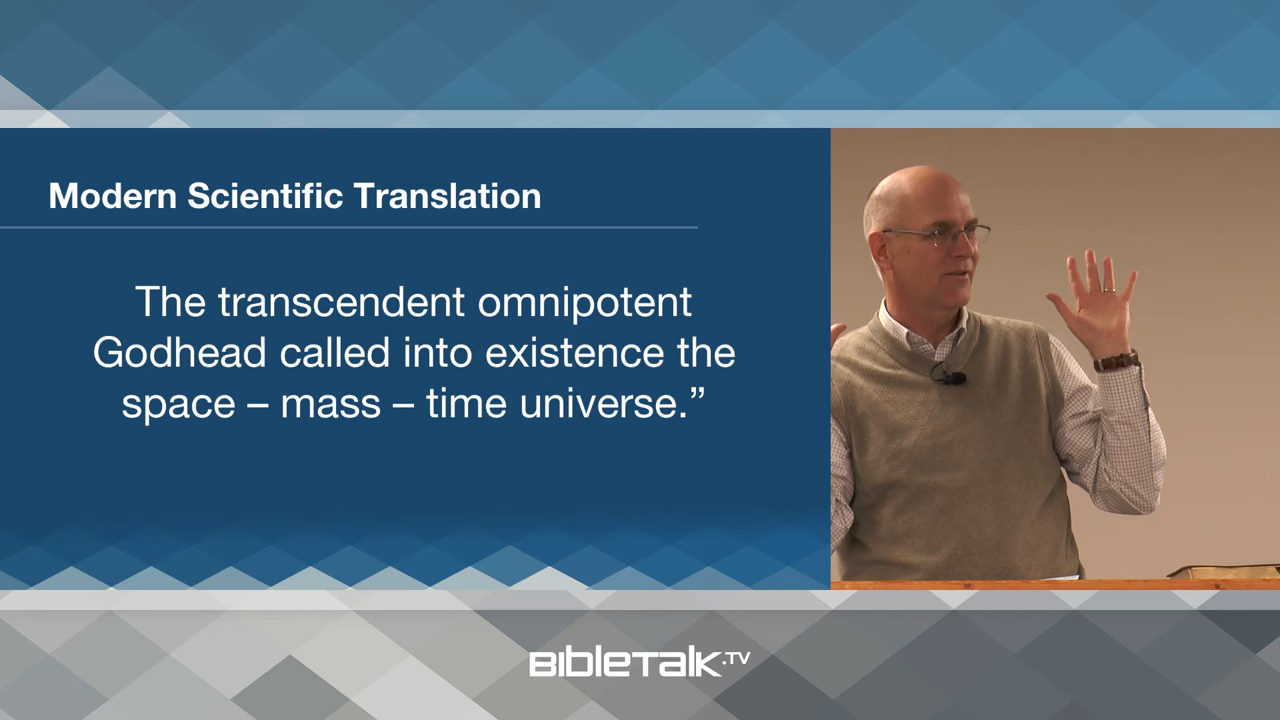 Modern Scientific Translation
The transcendent omnipotent
Godhead called into existence the
space – mass – time universe.”
BIBLETALK.TV